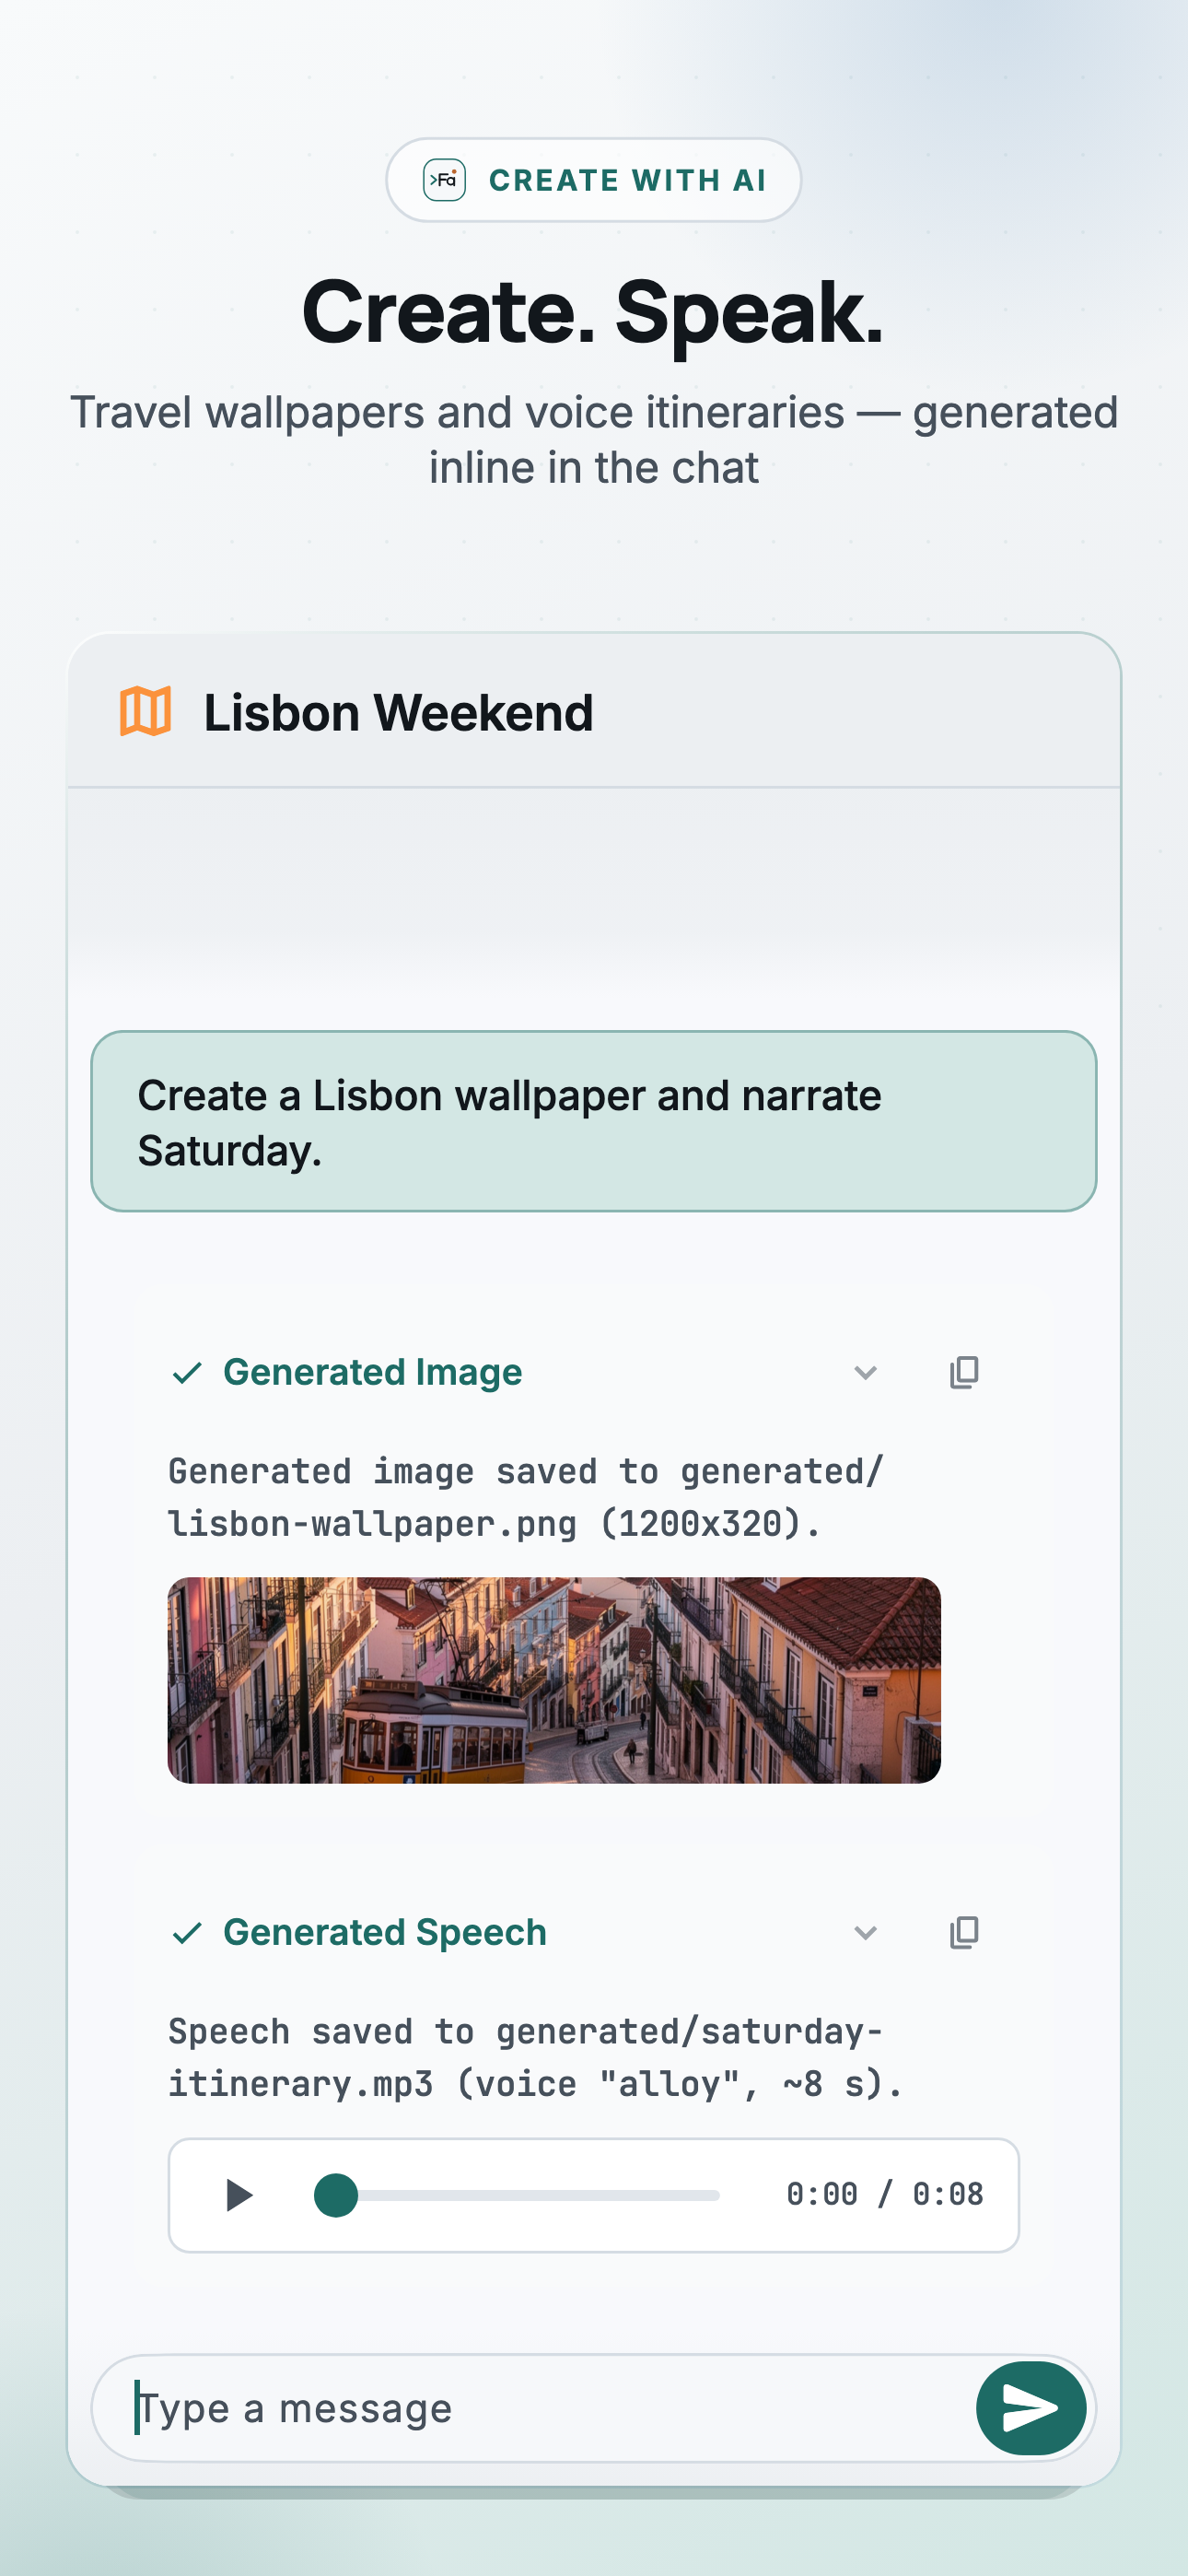 >Fa CREATE WITH AI
Create. Speak.
Travel wallpapers and voice itineraries — generated
inline in the chat
Lisbon Weekend
Create a Lisbon wallpaper and narrate
Saturday.
Generated Image
Generated image saved to generated/
lisbon-wallpaper.png (1200x320).
Generated Speech
Speech saved to generated/saturday-
itinerary.mp3 (voice "alloy", ~8 s).
0:00 / 0:08
Type a message